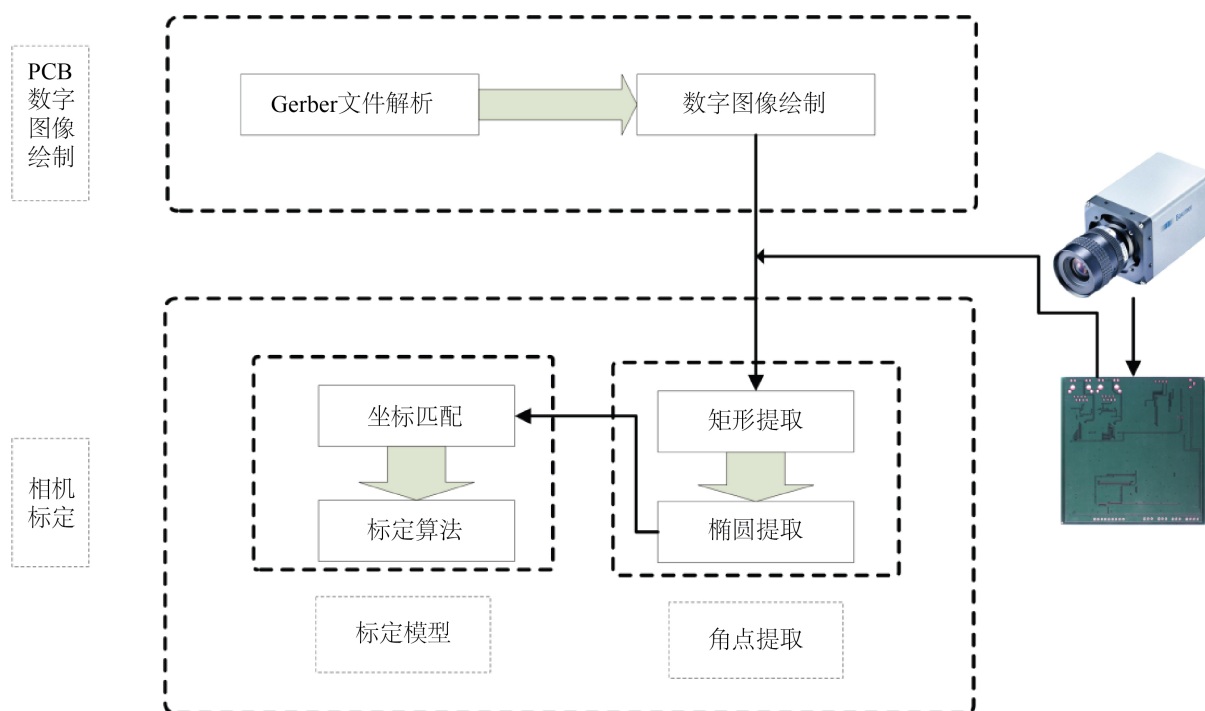 PCB
数字
图像
绘制
Gerber文件解析
数字图像绘制
相机
标定
坐标匹配
标定算法
标定模型
矩形提取
椭圆提取
角点提取